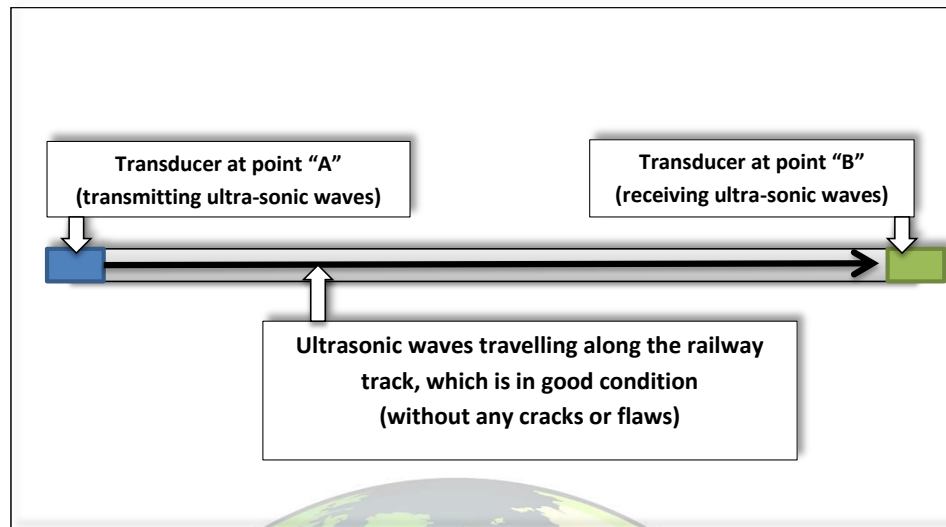 Transducer at point “A”
(transmitting ultra-sonic waves)
Transducer at point “B”
(receiving ultra-sonic waves)
Ultrasonic waves travelling along the railway
track, which is in good condition
(without any cracks or flaws)